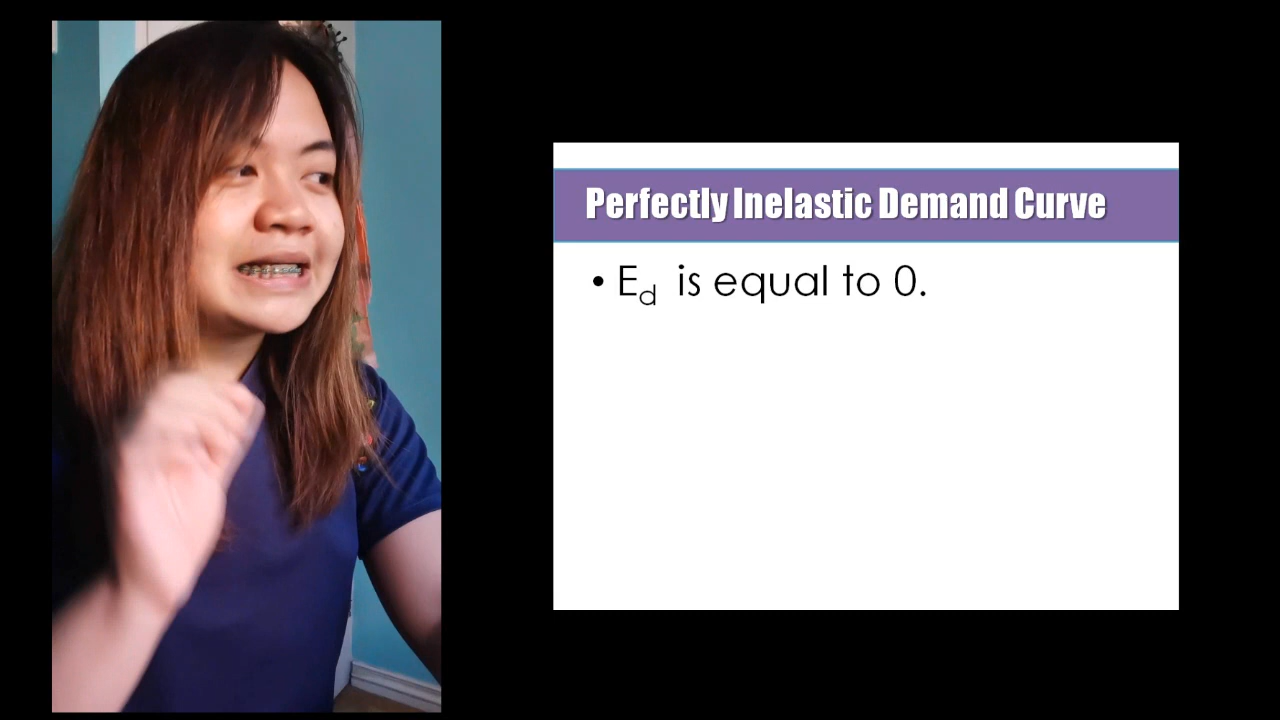 Perfectly Inelastic Demand Curve
• Ed is equal to 0.